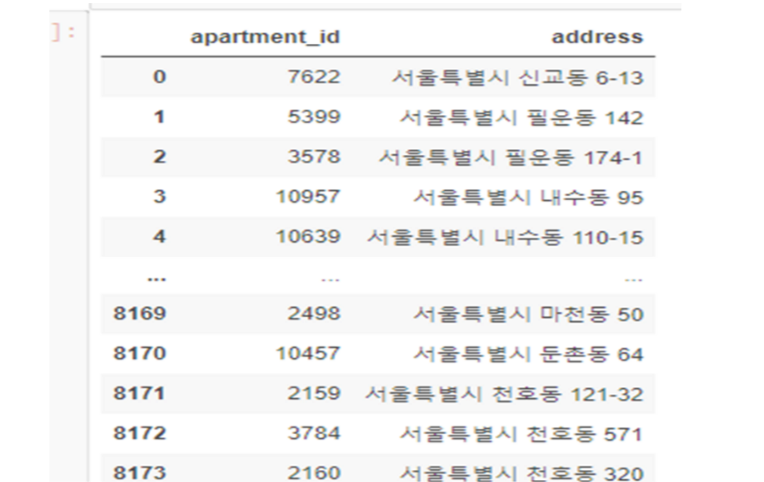 ]:
apartment_id address
0 7622 서울특별시 신교동 6-13
1 5399 서울특별시 필운동 142
2 3578 서울특별시 필운동 174-1
3 10957 서울특별시 내수동 95
4 10639 서울특별시 내수동 110-15
... ... ...
8169 2498 서울특별시 마천동 50
8170 10457 서울특별시 둔촌동 64
8171 2159 서울특별시 천호동 121-32
8172 3784 서울특별시 천호동 571
8173 2160 서울특별시 천호동 320